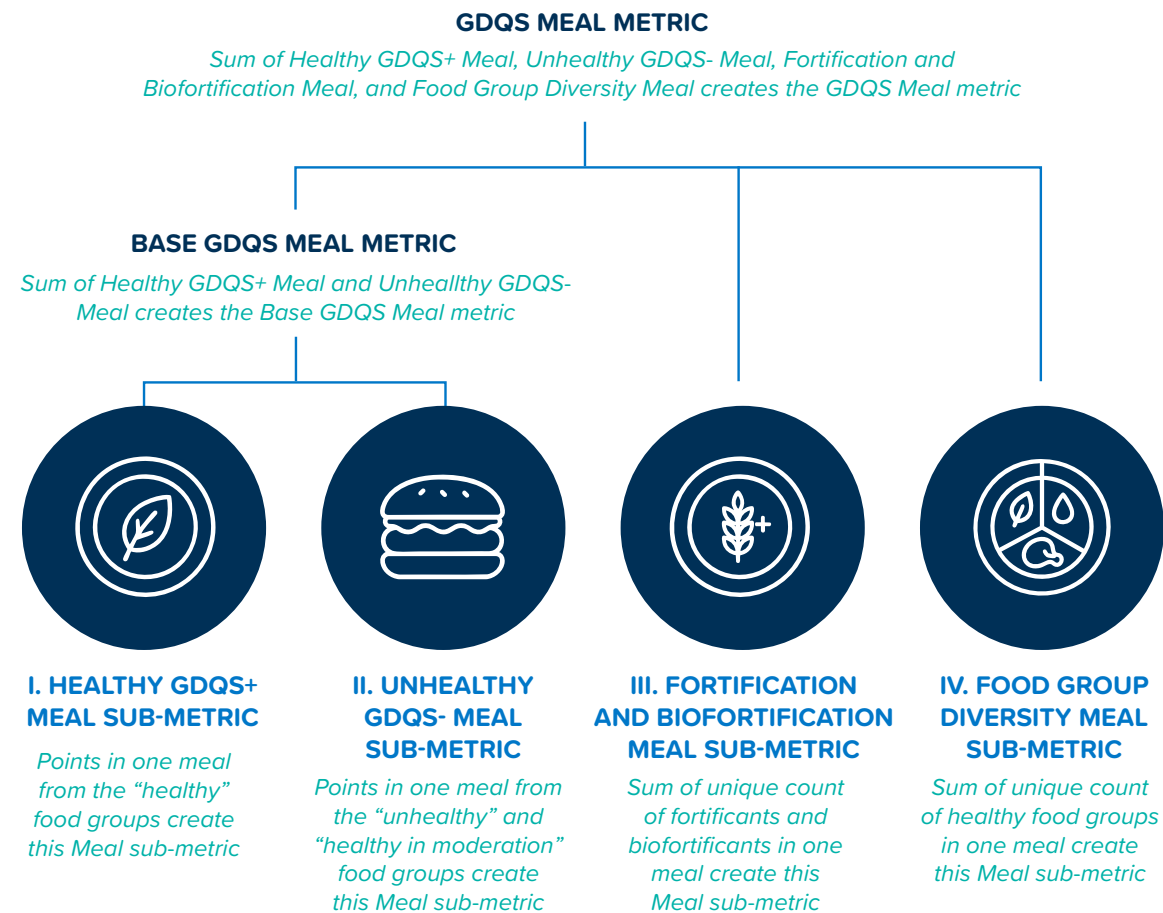 GDQS MEAL METRIC
Sum of Healthy GDQS+ Meal, Unhealthy GDQS- Meal, Fortification and
Biofortification Meal, and Food Group Diversity Meal creates the GDQS Meal metric
BASE GDQS MEAL METRIC
Sum of Healthy GDQS+ Meal and Unheallthy GDQS-
Meal creates the Base GDQS Meal metric
I. HEALTHY GDQS+
MEAL SUB-METRIC
Points in one meal
from the “healthy”
food groups create
this Meal sub-metric
II. UNHEALTHY
GDQS- MEAL
SUB-METRIC
Points in one meal from
the “unhealthy” and
“healthy in moderation”
food groups create
this Meal sub-metric
III. FORTIFICATION
AND BIOFORTIFICATION
MEAL SUB-METRIC
Sum of unique count
of fortificants and
biofortificants in one
meal create this
Meal sub-metric
IV. FOOD GROUP
DIVERSITY MEAL
SUB-METRIC
Sum of unique count
of healthy food groups
in one meal create
this Meal sub-metric